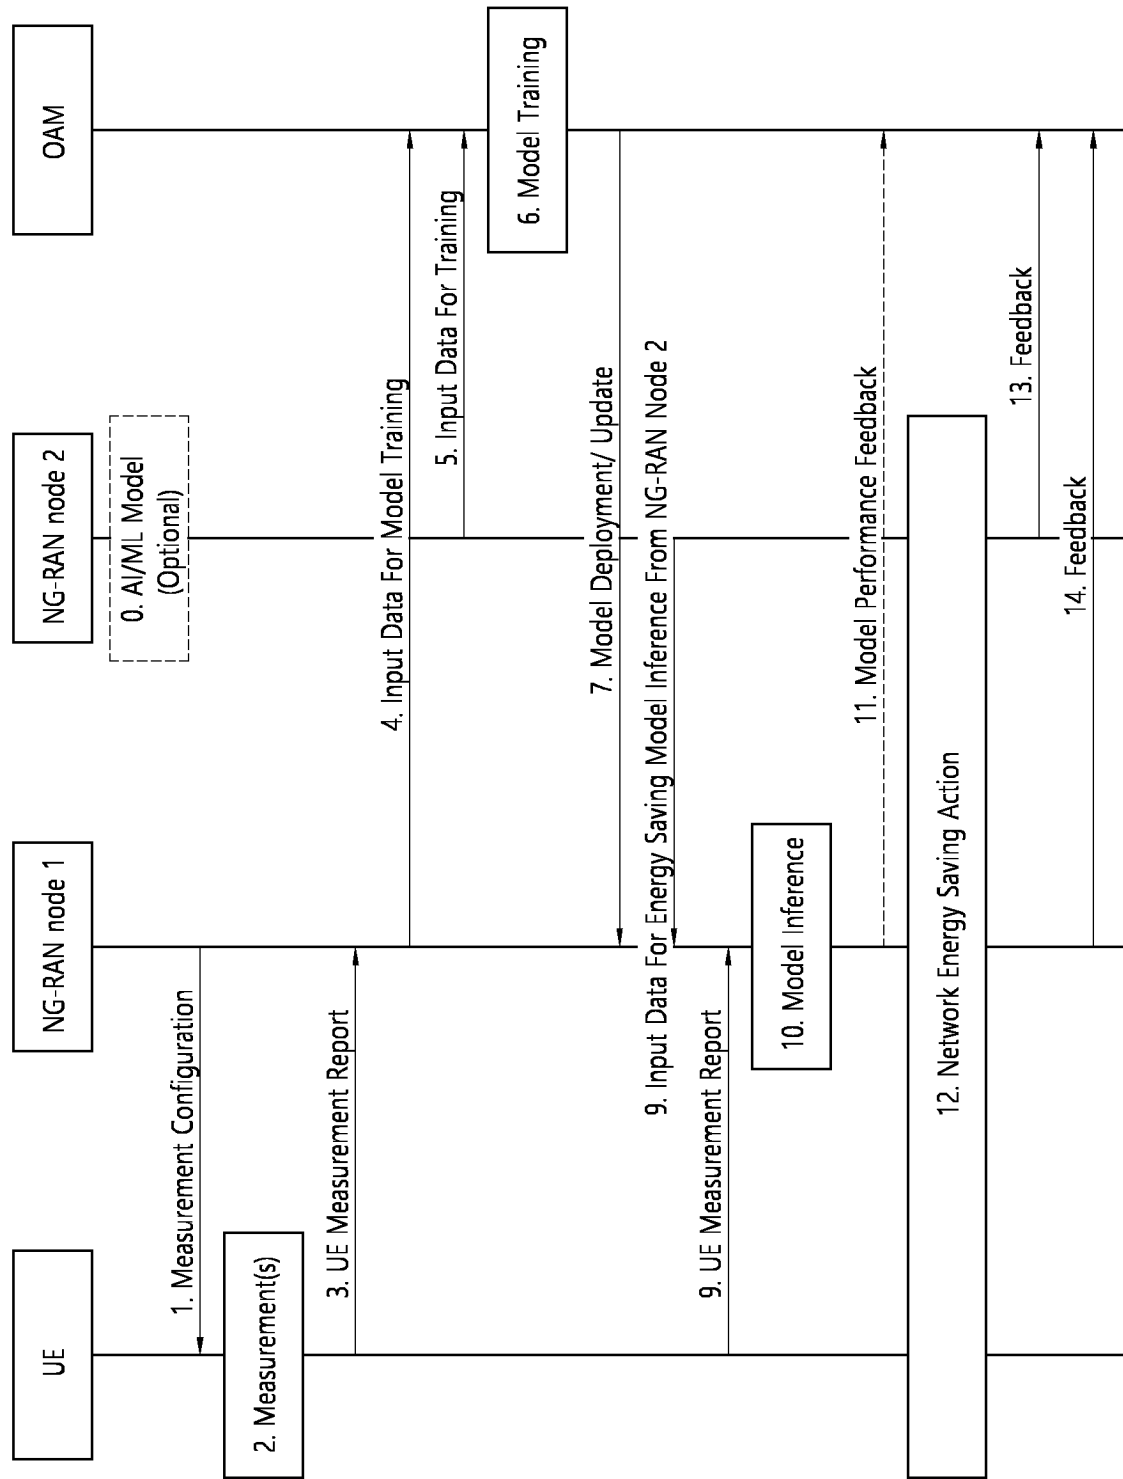 UE
NG-RAN node 1
NG-RAN node 2
OAM
0. AI/ML Model
(Optional)
1. Measurement Configuration
2. Measurement(s)
3. UE Measurement Report
4. Input Data For Model Training
5. Input Data For Training
6. Model Training
7. Model Deployment/ Update
9. Input Data For Energy Saving Model Inference From NG-RAN Node 2
9. UE Measurement Report
10. Model Inference
11. Model Performance Feedback
12. Network Energy Saving Action
13. Feedback
14. Feedback